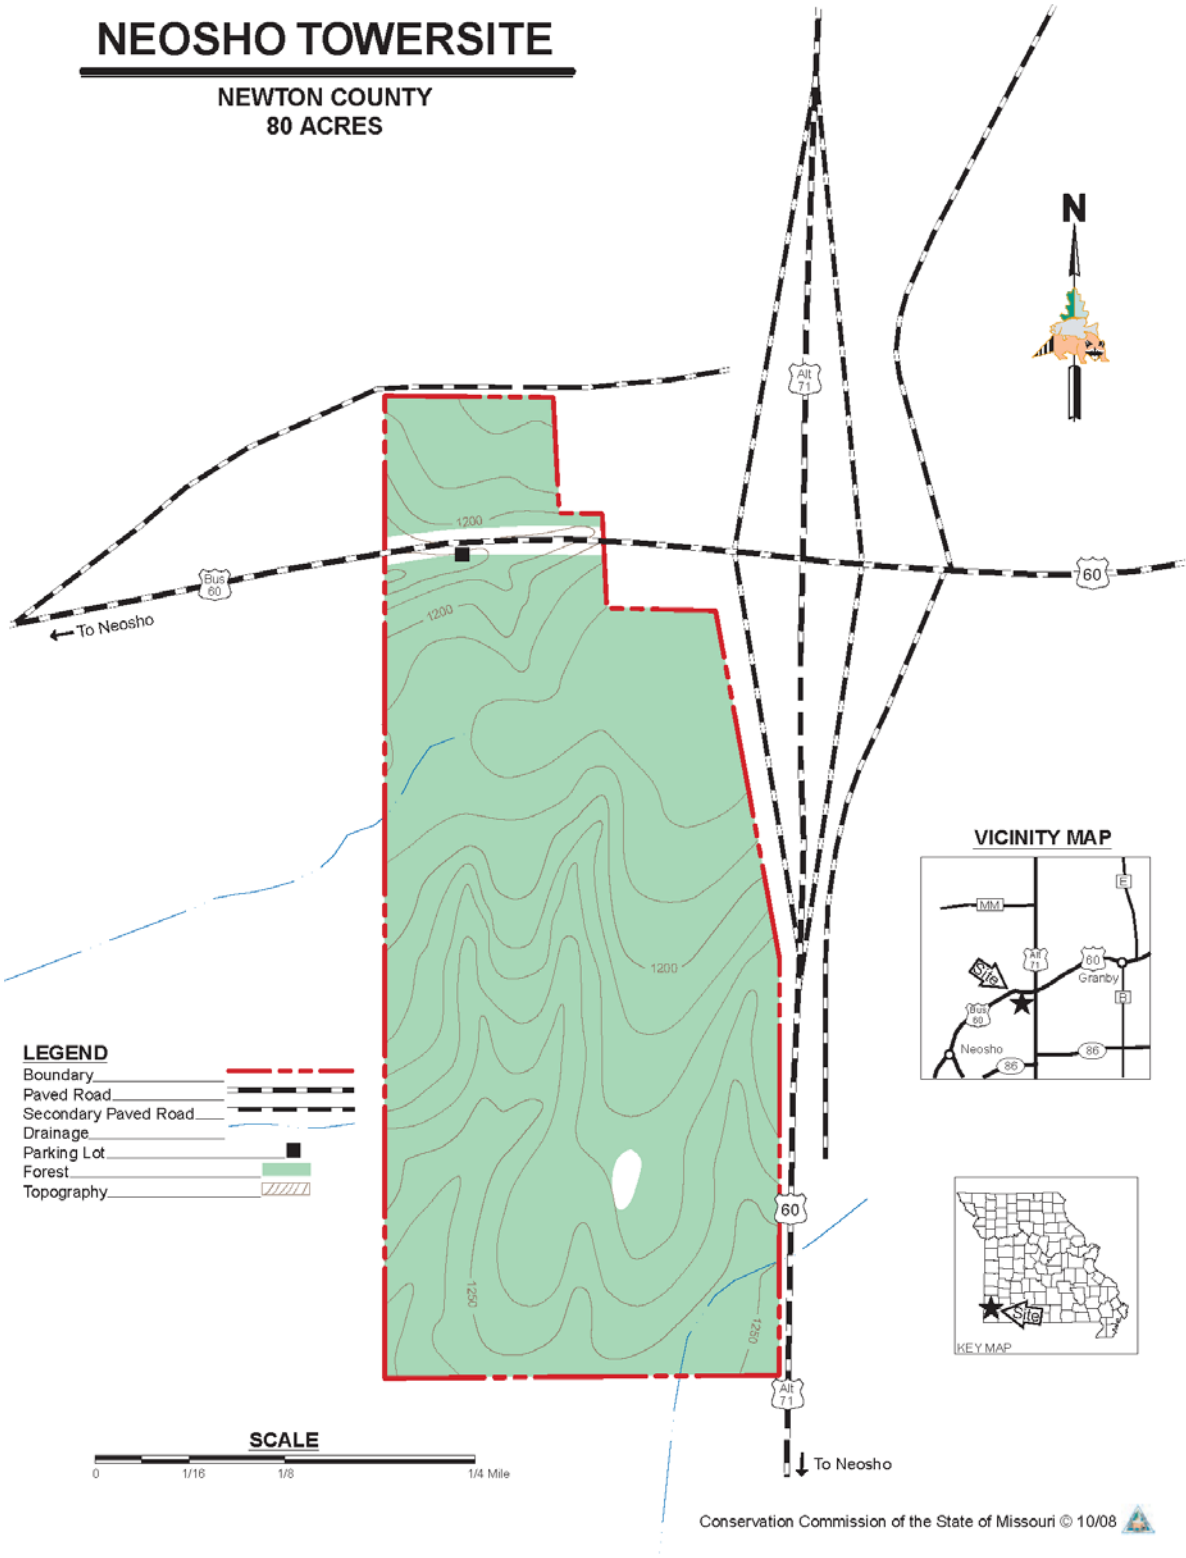 NEOSHO TOWERSITE
NEWTON COUNTY
80 ACRES
N
Alt
71
1200
Bus
60
60
To Neosho
1200
VICINITY MAP
E
MM
Alt
71
60
Site
Granby
B
Bus
60
Neosho
86
86
1200
LEGEND
Boundary
Paved Road
Secondary Paved Road
Drainage
Parking Lot
Forest
Topography
60
1250
1250
Site
KEY MAP
Alt
71
SCALE
0 1/16 1/8 1/4 Mile
To Neosho
Conservation Commission of the State of Missouri © 10/08